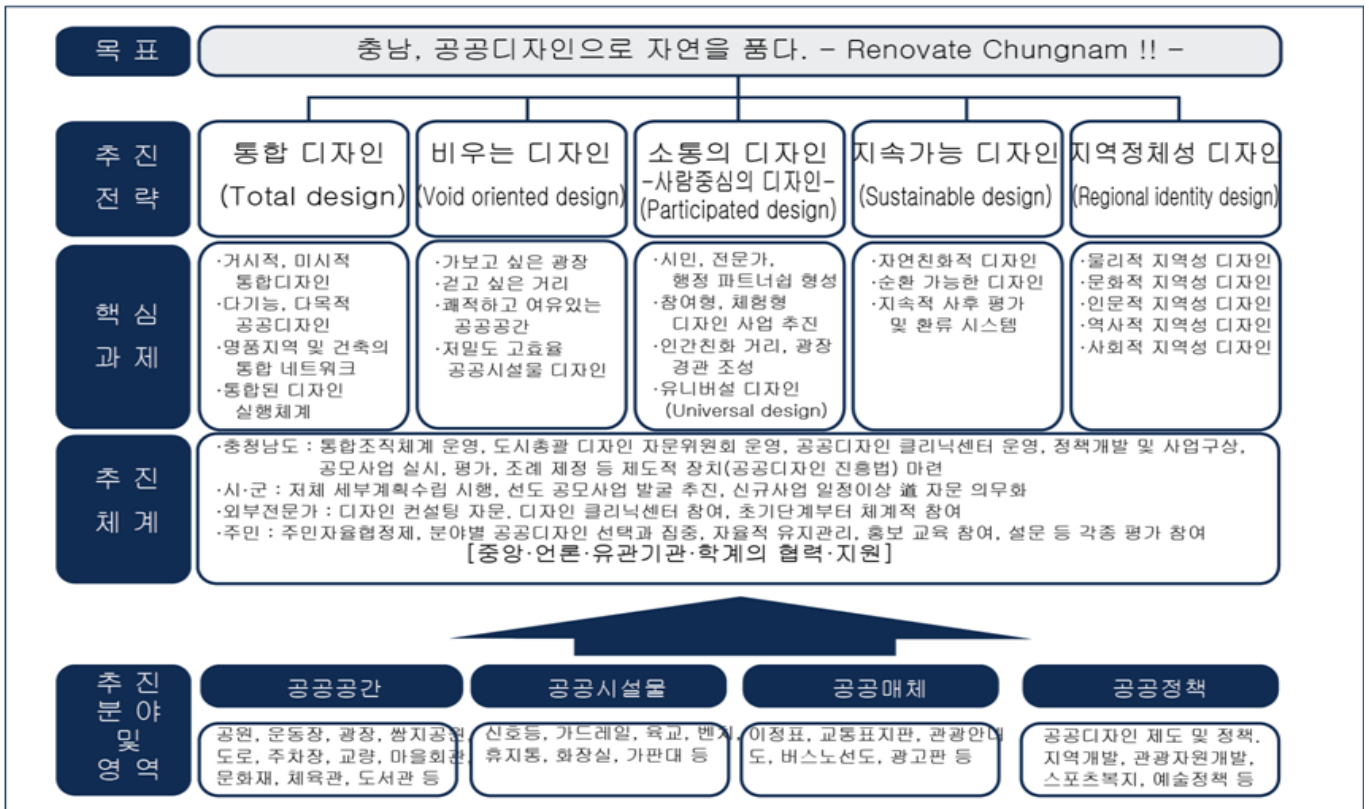 목 표
충남, 공공디자인으로 자연을 품다. - Renovate Chungnam !! -
추 진
전 략
통합 디자인
(Total design)
비우는 디자인
(Void oriented design)
소통의 디자인
-사람중심의 디자인-
(Participated design)
지속가능 디자인
(Sustainable design)
지역정체성 디자인
(Regional identity design)
핵 심
과 제
·거시적, 미시적
통합디자인
·다기능, 다목적
공공디자인
·명품지역 및 건축의
통합 네트워크
·통합된 디자인
실행체계
·가보고 싶은 광장
·걷고 싶은 거리
·쾌적하고 여유있는
공공공간
·저밀도 고효율
공공시설물 디자인
·시민, 전문가,
행정 파트너쉽 형성
·참여형, 체험형
디자인 사업 추진
·인간친화 거리, 광장
경관 조성
·유니버설 디자인
(Universal design)
·자연친화적 디자인
·순환 가능한 디자인
·지속적 사후 평가
및 환류 시스템
·물리적 지역성 디자인
·문화적 지역성 디자인
·인문적 지역성 디자인
·역사적 지역성 디자인
·사회적 지역성 디자인
추 진
체 계
·충청남도 : 통합조직체계 운영, 도시총괄 디자인 자문위원회 운영, 공공디자인 클리닉센터 운영, 정책개발 및 사업구상,
공모사업 실시, 평가, 조례 제정 등 제도적 장치(공공디자인 진흥법) 마련
·시·군 : 저체 세부계획수립 시행, 선도 공모사업 발굴 추진, 신규사업 일정이상 道 자문 의무화
·외부전문가 : 디자인 컨설팅 자문, 디자인 클리닉센터 참여, 초기단계부터 체계적 참여
·주민 : 주민자율협정제, 분야별 공공디자인 선택과 집중, 자율적 유지관리, 홍보 교육 참여, 설문 등 각종 평가 참여
[중앙·언론·유관기관·학계의 협력·지원]
추 진
분 야
및
영 역
공공공간
공원, 운동장, 광장, 쌈지공원,
도로, 주차장, 교량, 마을회관,
문화재, 체육관, 도서관 등
공공시설물
신호등, 가드레일, 육교, 벤치,
휴지통, 화장실, 가판대 등
공공매체
이정표, 교통표지판, 관광안내
도, 버스노선도, 광고판 등
공공정책
공공디자인 제도 및 정책.
지역개발, 관광자원개발,
스포츠복지, 예술정책 등